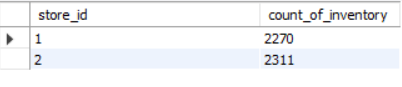 store_id count_of_inventory
1 2270
2 2311